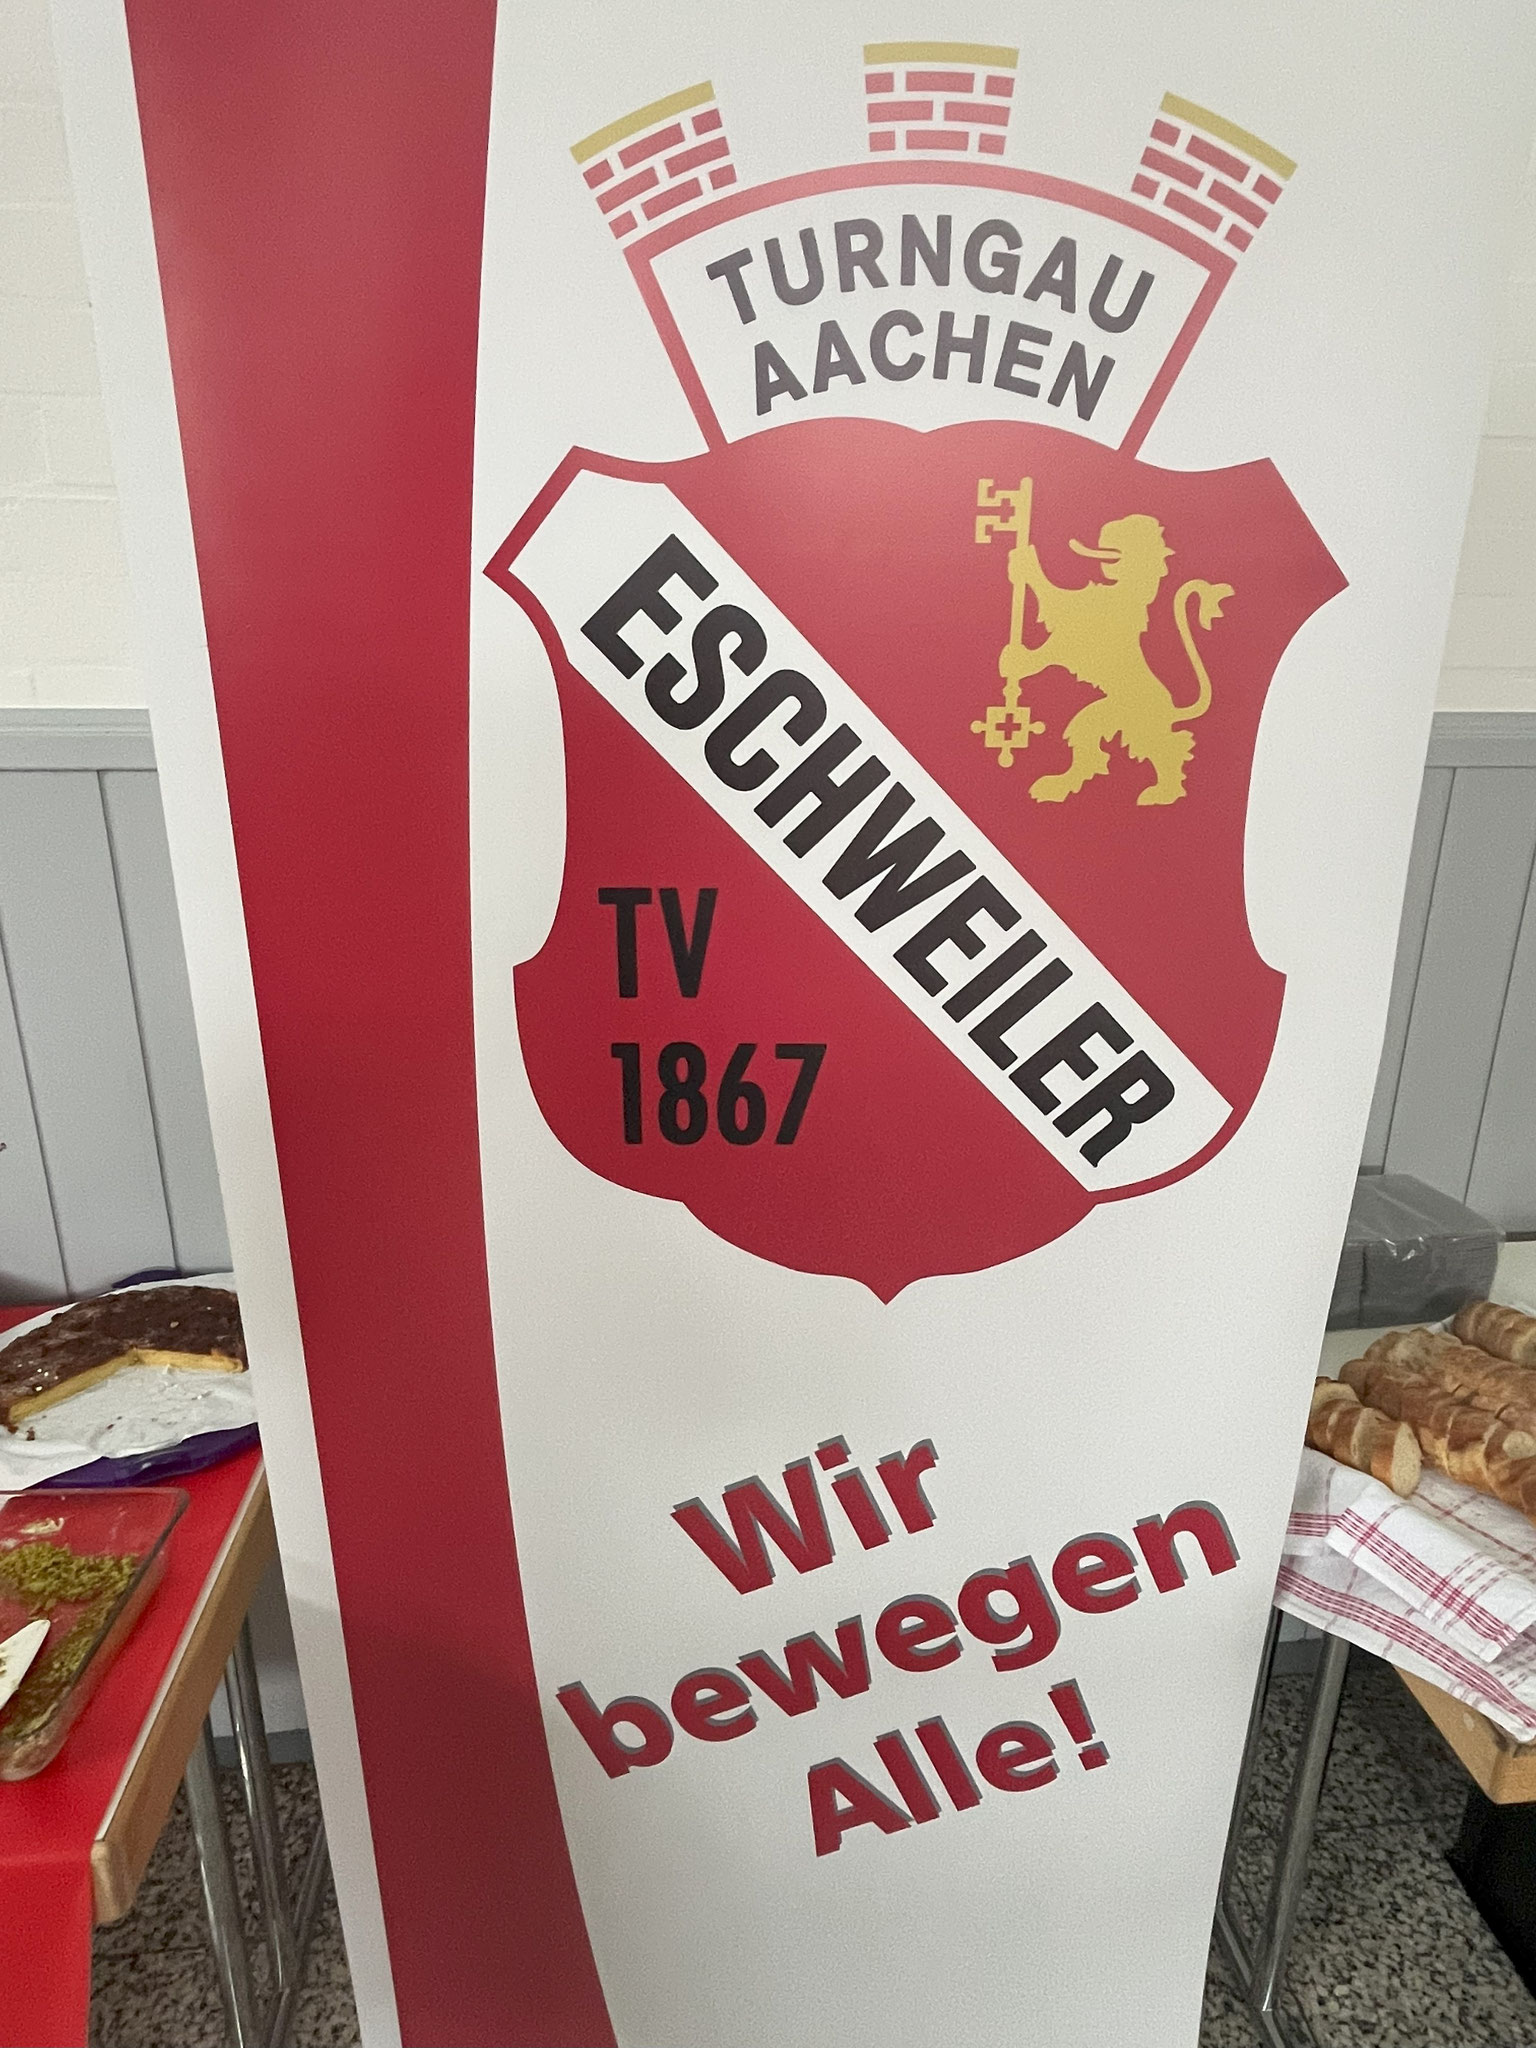 TURNGAU
AACHEN
ESCHWEILER
TV
1867
Wir
bewegen
Alle!